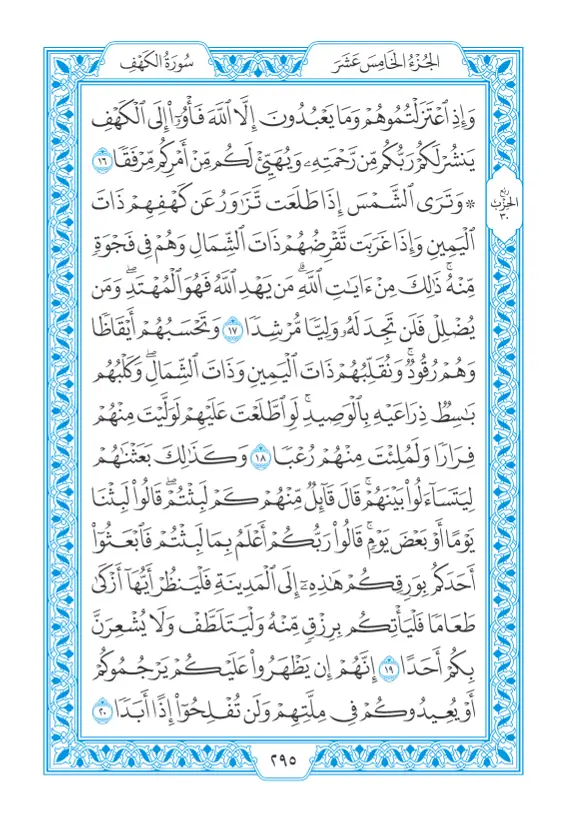 الجُزْءُ الخَامِسَ عَشَرَ
سُورَةُ الكَهْفِ
وَإِذِ ٱعْتَزَلْتُمُوهُمْ وَمَا يَعْبُدُونَ إِلَّا ٱللَّهَ فَأْوُۥٓا۟ إِلَى ٱلْكَهْفِ
يَنشُرْ لَكُمْ رَبُّكُم مِّن رَّحْمَتِهِۦ وَيُهَيِّئْ لَكُم مِّنْ أَمْرِكُم مِّرْفَقًا ١٦
* وَتَرَى ٱلشَّمْسَ إِذَا طَلَعَت تَّزَٰوَرُ عَن كَهْفِهِمْ ذَاتَ
ٱلْيَمِينِ وَإِذَا غَرَبَت تَّقْرِضُهُمْ ذَاتَ ٱلشِّمَالِ وَهُمْ فِى فَجْوَةٍ
مِّنْهُ ۚ ذَٰلِكَ مِنْ ءَايَٰتِ ٱللَّهِ ۗ مَن يَهْدِ ٱللَّهُ فَهُوَ ٱلْمُهْتَدِ ۖ وَمَن
يُضْلِلْ فَلَن تَجِدَ لَهُۥ وَلِيًّا مُّرْشِدًا ١٧ وَتَحْسَبُهُمْ أَيْقَاظًا
وَهُمْ رُقُودٌ ۚ وَنُقَلِّبُهُمْ ذَاتَ ٱلْيَمِينِ وَذَاتَ ٱلشِّمَالِ ۖ وَكَلْبُهُم
بَٰسِطٌ ذِرَاعَيْهِ بِٱلْوَصِيدِ ۚ لَوِ ٱطَّلَعْتَ عَلَيْهِمْ لَوَلَّيْتَ مِنْهُمْ
فِرَارًا وَلَمُلِئْتَ مِنْهُمْ رُعْبًا ١٨ وَكَذَٰلِكَ بَعَثْنَٰهُمْ
لِيَتَسَآءَلُوا۟ بَيْنَهُمْ ۚ قَالَ قَآئِلٌ مِّنْهُمْ كَمْ لَبِثْتُمْ ۖ قَالُوا۟ لَبِثْنَا
يَوْمًا أَوْ بَعْضَ يَوْمٍ ۚ قَالُوا۟ رَبُّكُمْ أَعْلَمُ بِمَا لَبِثْتُمْ فَٱبْعَثُوٓا۟
أَحَدَكُم بِوَرِقِكُمْ هَٰذِهِۦٓ إِلَى ٱلْمَدِينَةِ فَلْيَنظُرْ أَيُّهَآ أَزْكَىٰ
طَعَامًا فَلْيَأْتِكُم بِرِزْقٍ مِّنْهُ وَلْيَتَلَطَّفْ وَلَا يُشْعِرَنَّ
بِكُمْ أَحَدًا ١٩ إِنَّهُمْ إِن يَظْهَرُوا۟ عَلَيْكُمْ يَرْجُمُوكُمْ
أَوْ يُعِيدُوكُمْ فِى مِلَّتِهِمْ وَلَن تُفْلِحُوٓا۟ إِذًا أَبَدًا ٢٠
ربع
الحزب
٣٠
٢٩٥